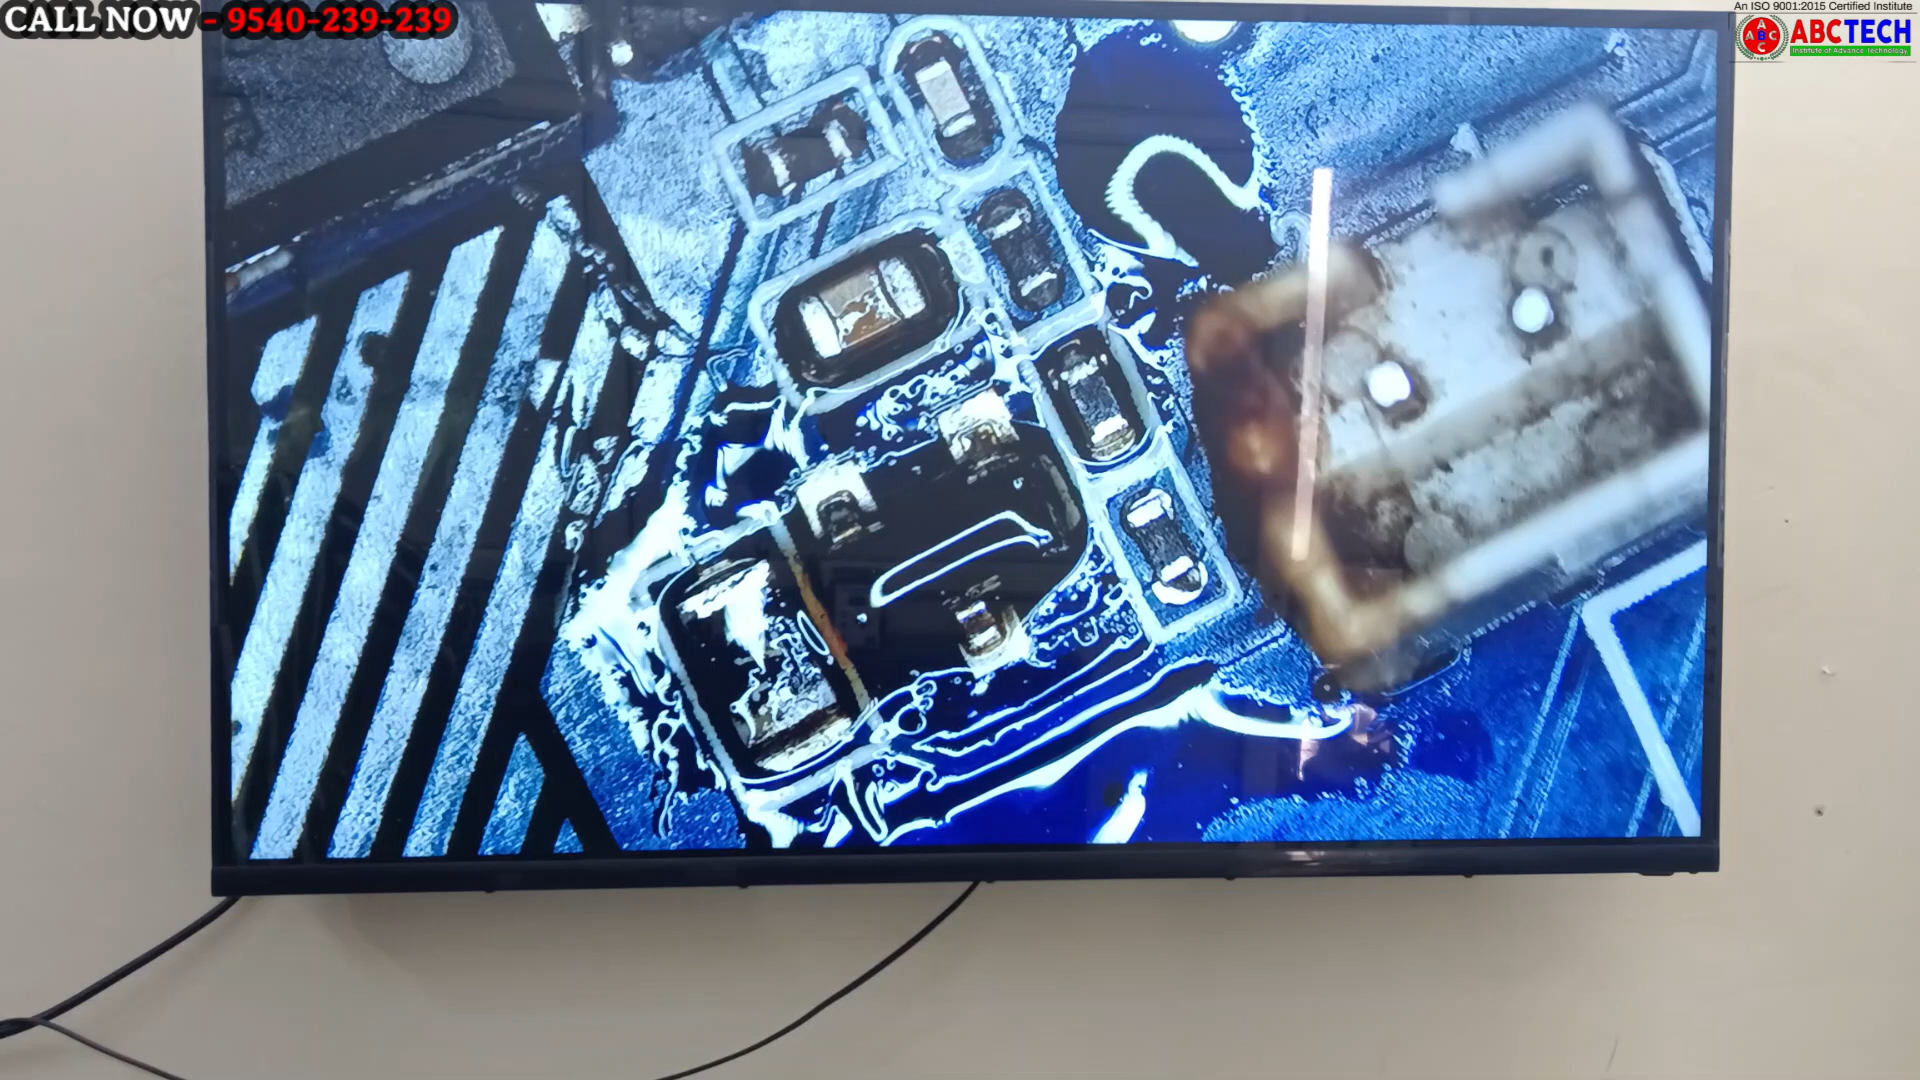 CALL NOW - 9540-239-239
An ISO 9001:2015 Certified Institute
A
A B C
C
ABCTECH
Institute of Advance Technology